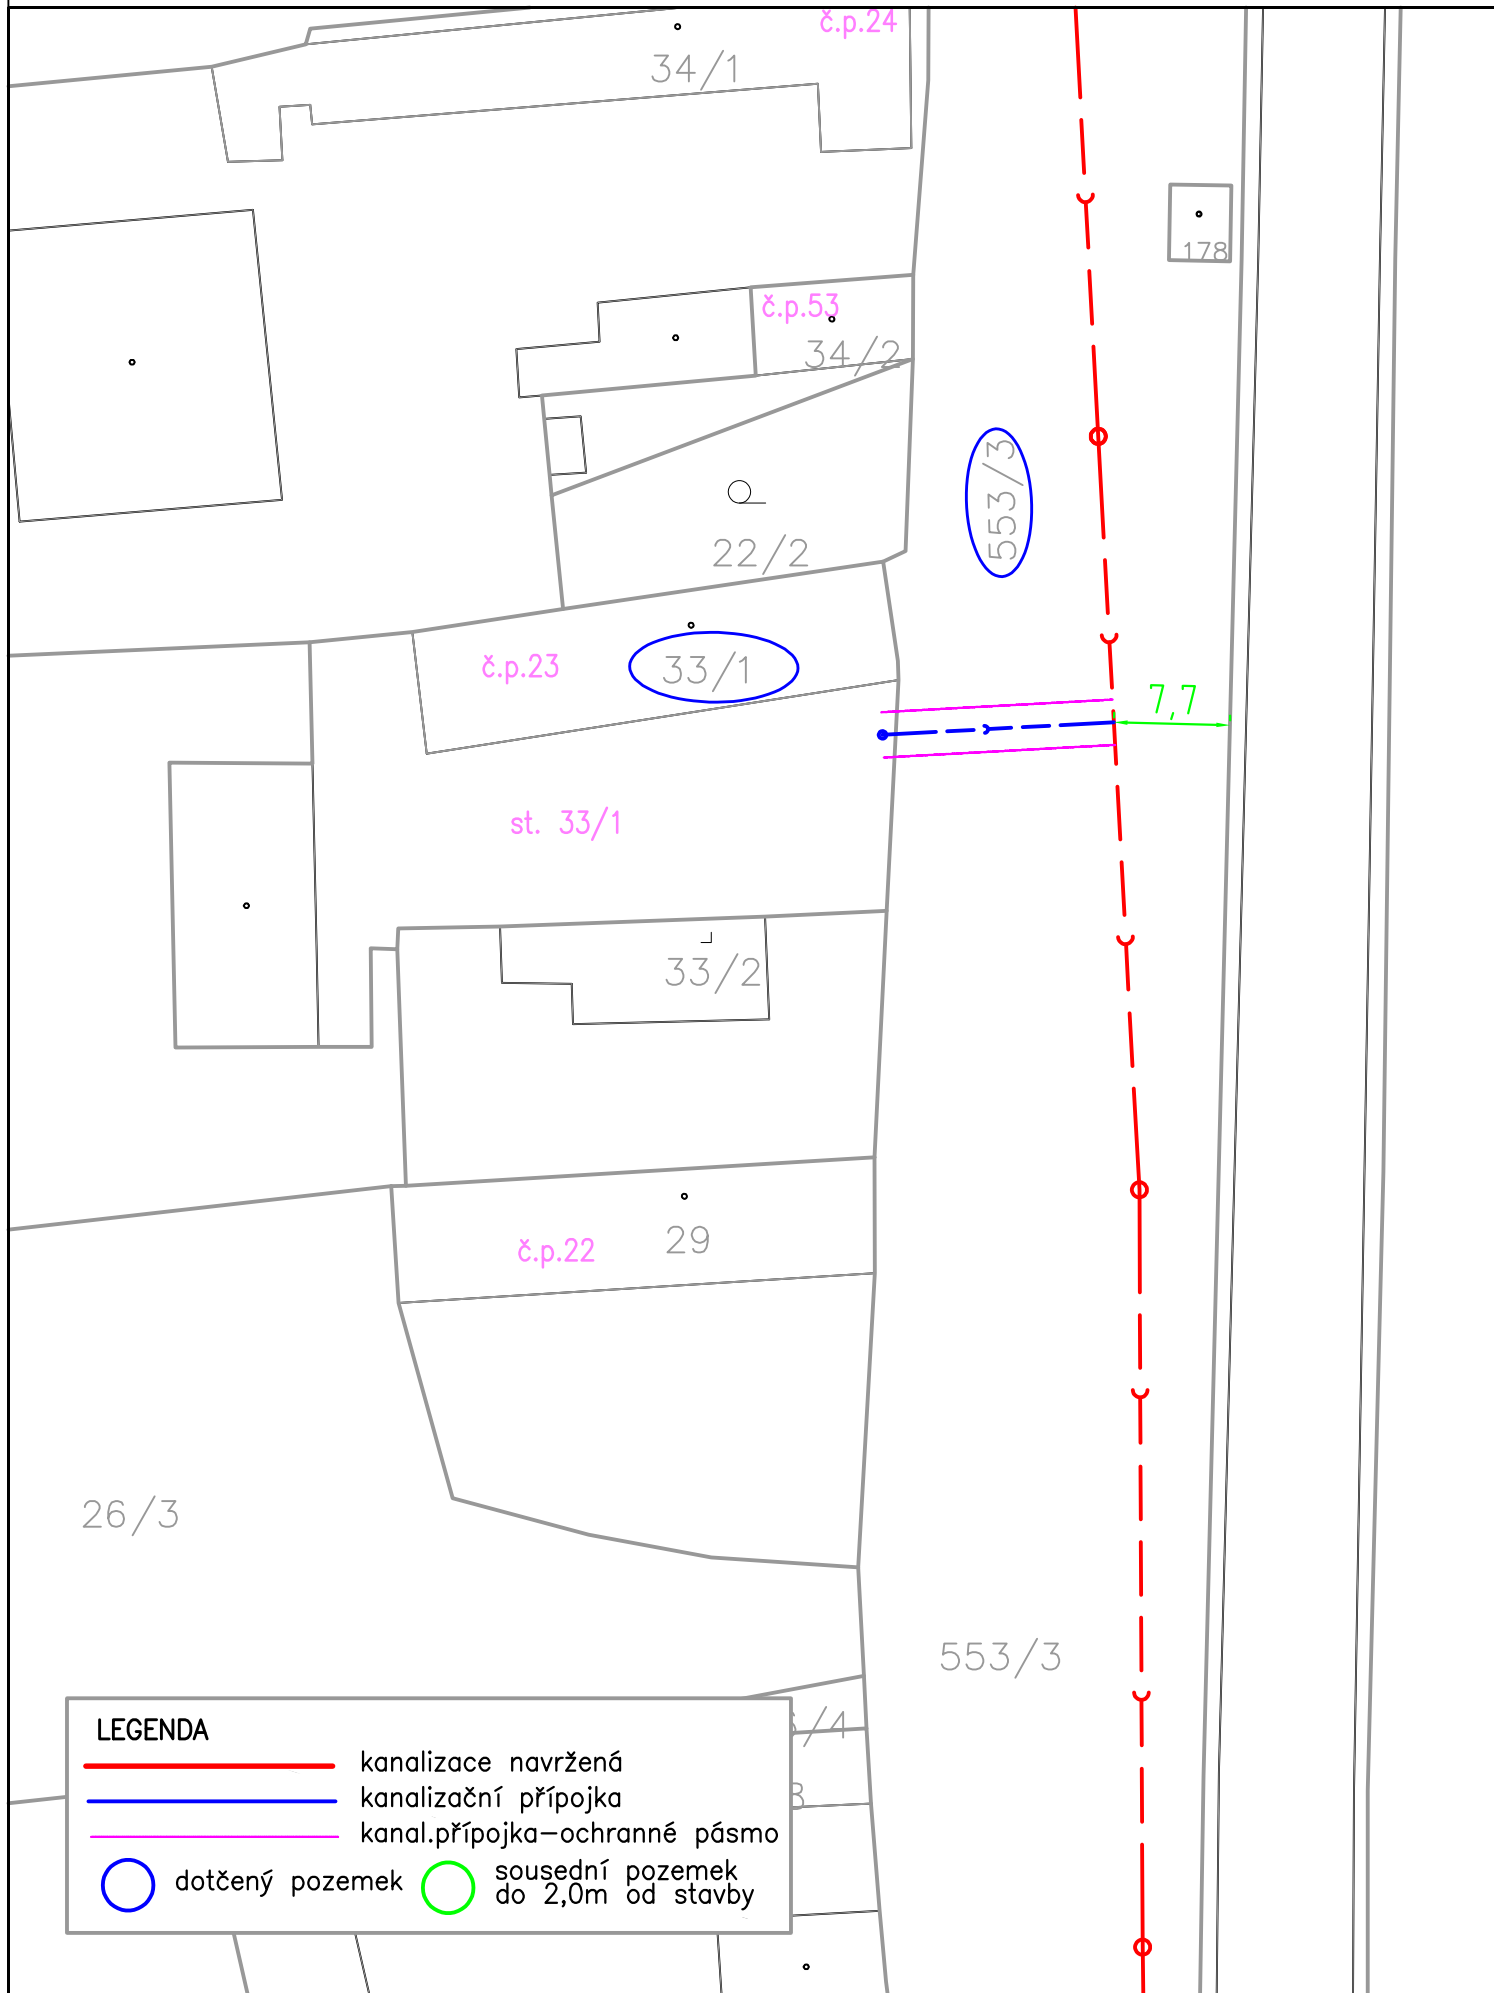 č.p.24
34/1
178
č.p.53
34/2
553/3
22/2
č.p.23
33/1
7,7
st. 33/1
33/2
29
č.p.22
26/3
553/3
/4
LEGENDA
kanalizace navržená
kanalizační přípojka
kanal.přípojka-ochranné pásmo
dotčený pozemek
sousední pozemek
do 2,0m od stavby